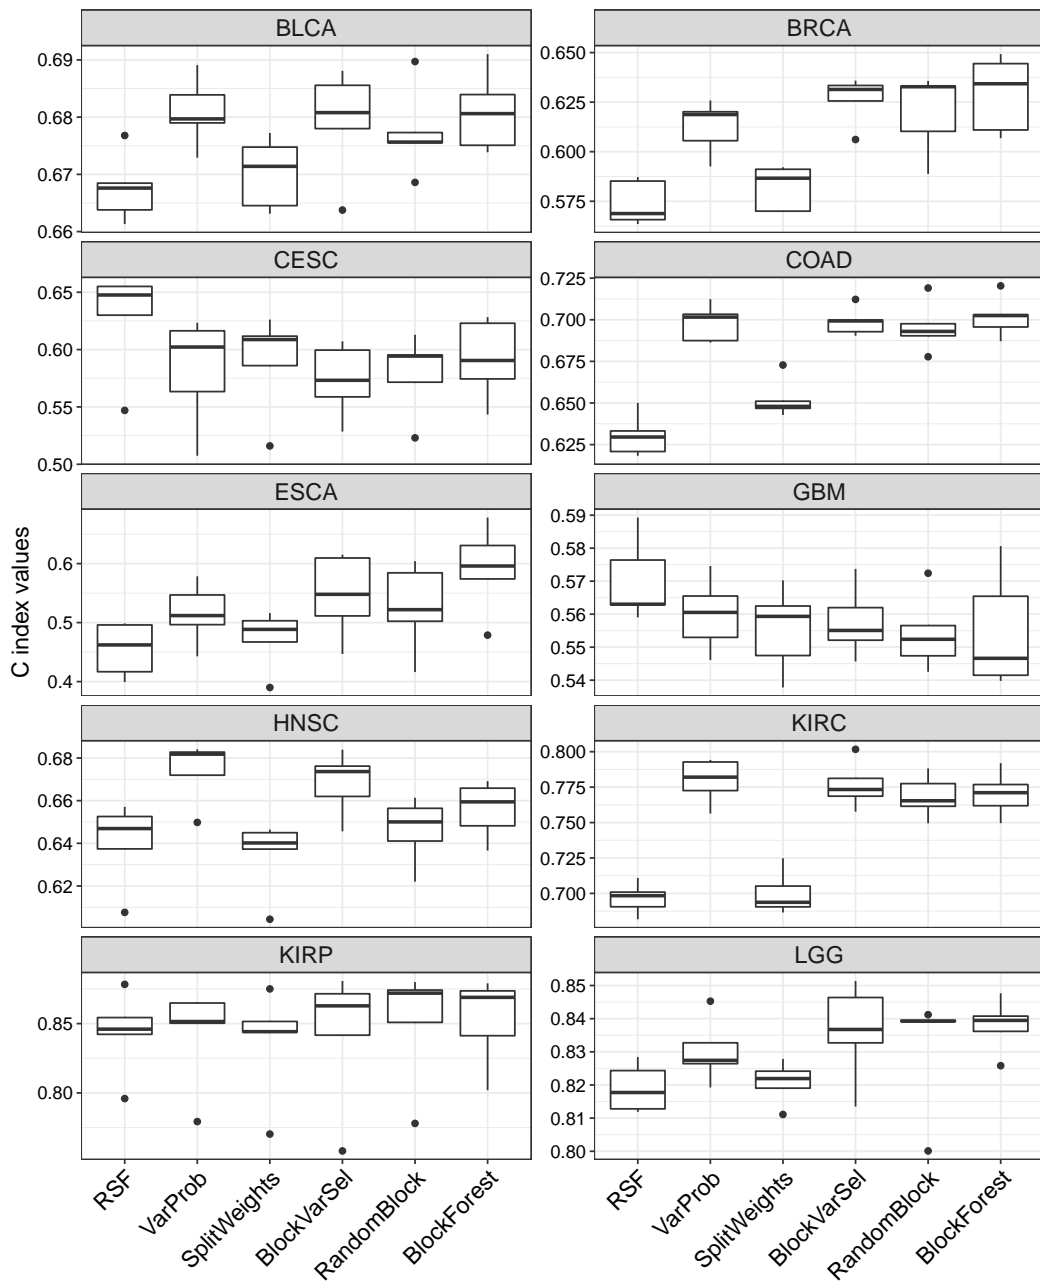 BLCA
BRCA
0.69
0.68
0.67
0.66
0.650
0.625
0.600
0.575
CESC
COAD
0.65
0.60
0.55
0.50
0.725
0.700
0.675
0.650
0.625
ESCA
GBM
0.6
0.5
0.4
0.59
0.58
0.57
0.56
0.55
0.54
C index values
HNSC
KIRC
0.68
0.66
0.64
0.62
0.800
0.775
0.750
0.725
0.700
KIRP
LGG
0.85
0.80
0.85
0.84
0.83
0.82
0.81
0.80
RSF
VarProb
SplitWeights
BlockVarSel
RandomBlock
BlockForest
RSF
VarProb
SplitWeights
BlockVarSel
RandomBlock
BlockForest